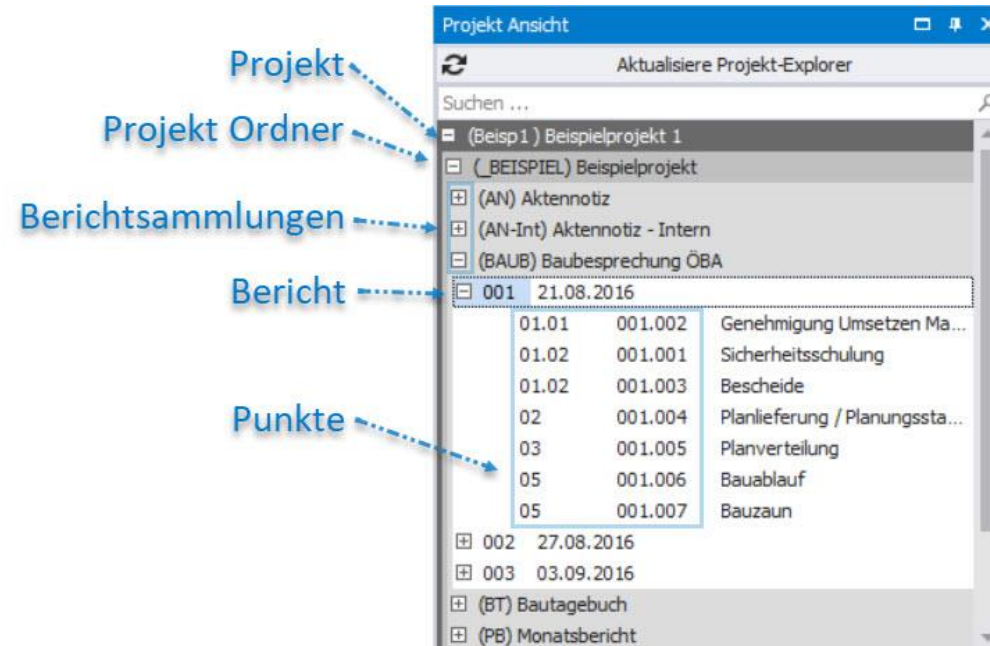 Projekt Ansicht
Projekt
Aktualisiere Projekt-Explorer
Suchen ...
Projekt Ordner
(Beisp1 ) Beispielprojekt 1
(_BEISPIEL) Beispielprojekt
Berichtsammlungen
(AN) Aktennotiz
(AN-Int) Aktennotiz - Intern
(BAUB) Baubesprechung ÖBA
Bericht
001 21.08.2016
01.01 001.002 Genehmigung Umsetzen Ma...
01.02 001.001 Sicherheitsschulung
01.02 001.003 Bescheide
Punkte
02 001.004 Planlieferung / Planungssta...
03 001.005 Planverteilung
05 001.006 Bauablauf
05 001.007 Bauzaun
002 27.08.2016
003 03.09.2016
(BT) Bautagebuch
(PB) Monatsbericht